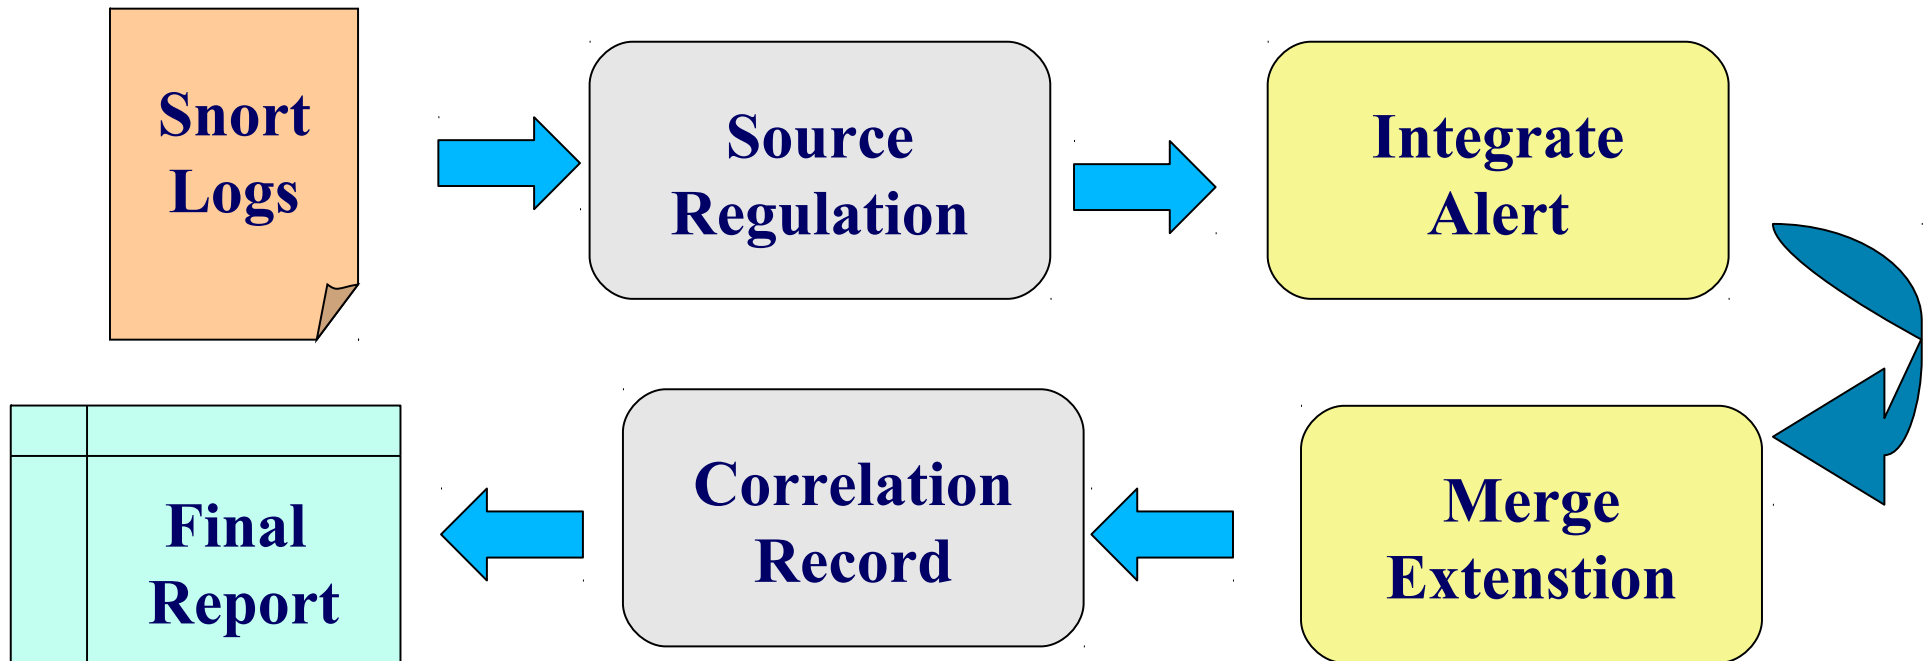 Snort
Logs
Source
Regulation
Integrate
Alert
Merge
Extenstion
Correlation
Record
Final
Report